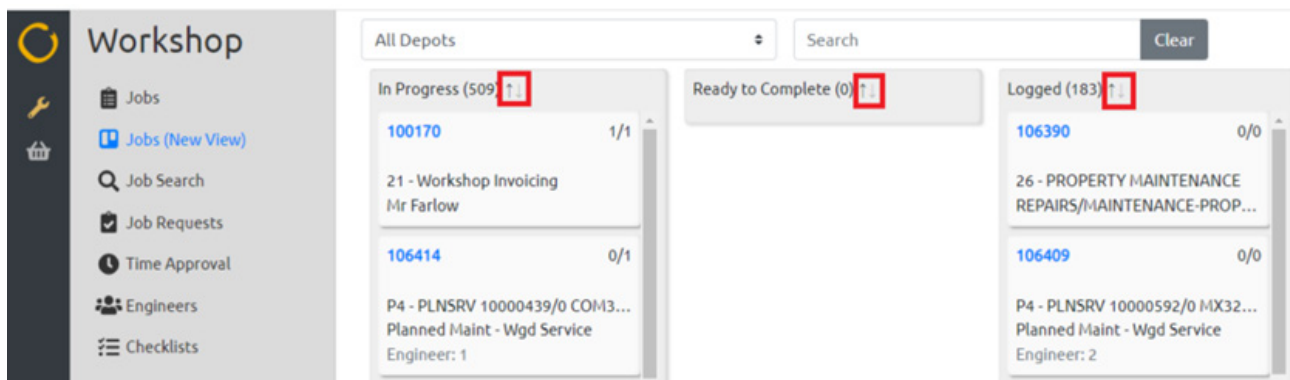 Workshop
Jobs
Jobs (New View)
Job Search
Job Requests
Time Approval
Engineers
Checklists
All Depots
Search
Clear
In Progress (509) ↑↓
100170 1/1
21 - Workshop Invoicing
Mr Farlow
106414 0/1
P4 - PLNSRV 10000439/0 COM3...
Planned Maint - Wgd Service
Engineer: 1
Ready to Complete (0) ↑↓
Logged (183) ↑↓
106390 0/0
26 - PROPERTY MAINTENANCE
REPAIRS/MAINTENANCE-PROP...
106409 0/0
P4 - PLNSRV 10000592/0 MX32...
Planned Maint - Wgd Service
Engineer: 2